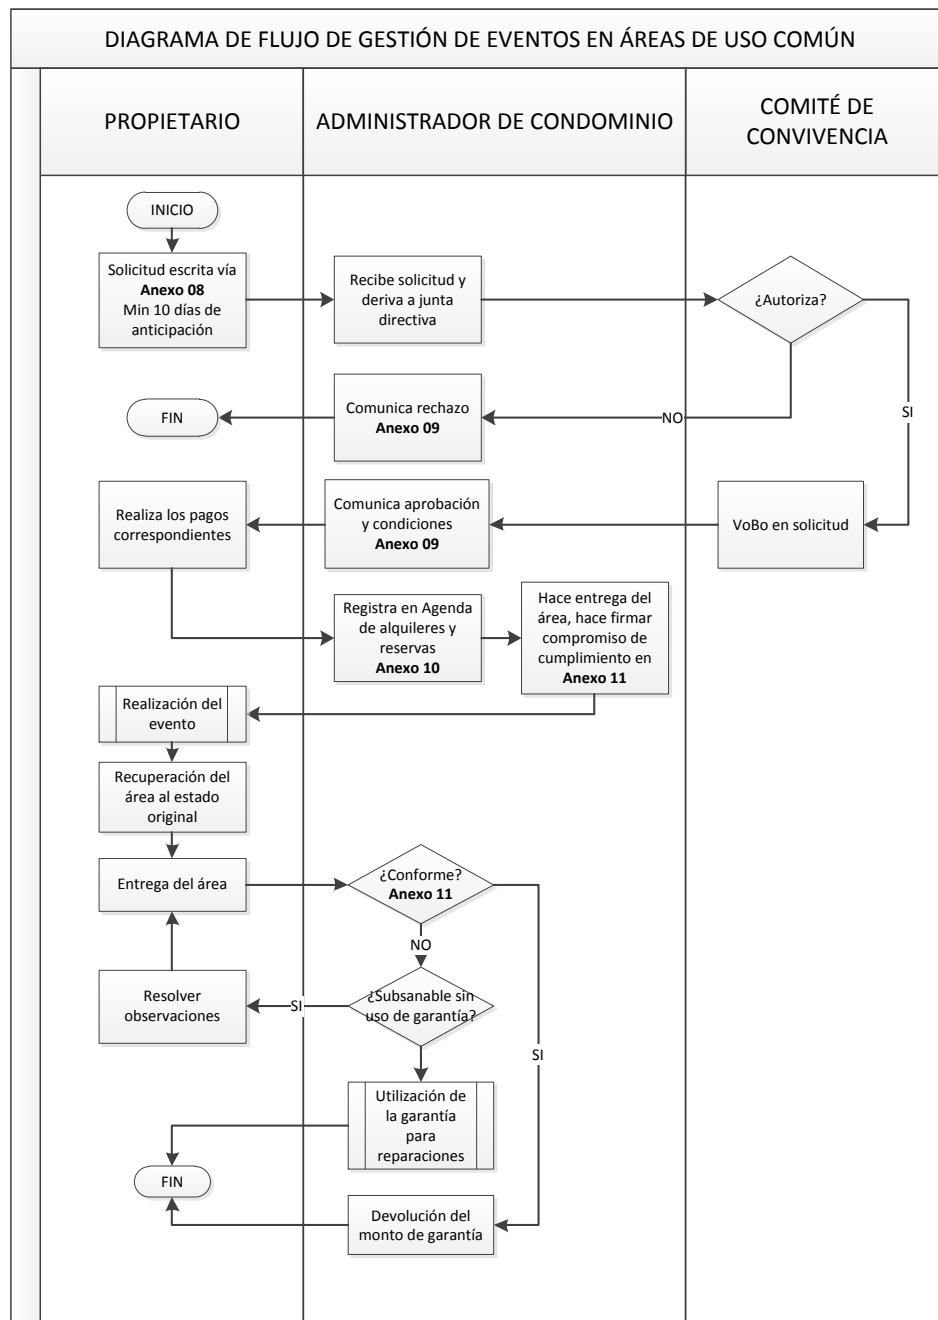 DIAGRAMA DE FLUJO DE GESTIÓN DE EVENTOS EN ÁREAS DE USO COMÚN
PROPIETARIO
ADMINISTRADOR DE CONDOMINIO
COMITÉ DE
CONVIVENCIA
INICIO
Solicitud escrita vía
Anexo 08
Min 10 días de
anticipación
Recibe solicitud y
deriva a junta
directiva
¿Autoriza?
SI
NO
Comunica rechazo
Anexo 09
FIN
VoBo en solicitud
Comunica aprobación
y condiciones
Anexo 09
Realiza los pagos
correspondientes
Registra en Agenda
de alquileres y
reservas
Anexo 10
Hace entrega del
área, hace firmar
compromiso de
cumplimiento en
Anexo 11
Realización del
evento
Recuperación del
área al estado
original
Entrega del área
¿Conforme?
Anexo 11
NO
SI
¿Subsanable sin
uso de garantía?
SI
Resolver
observaciones
Utilización de
la garantía
para
reparaciones
FIN
Devolución del
monto de garantía